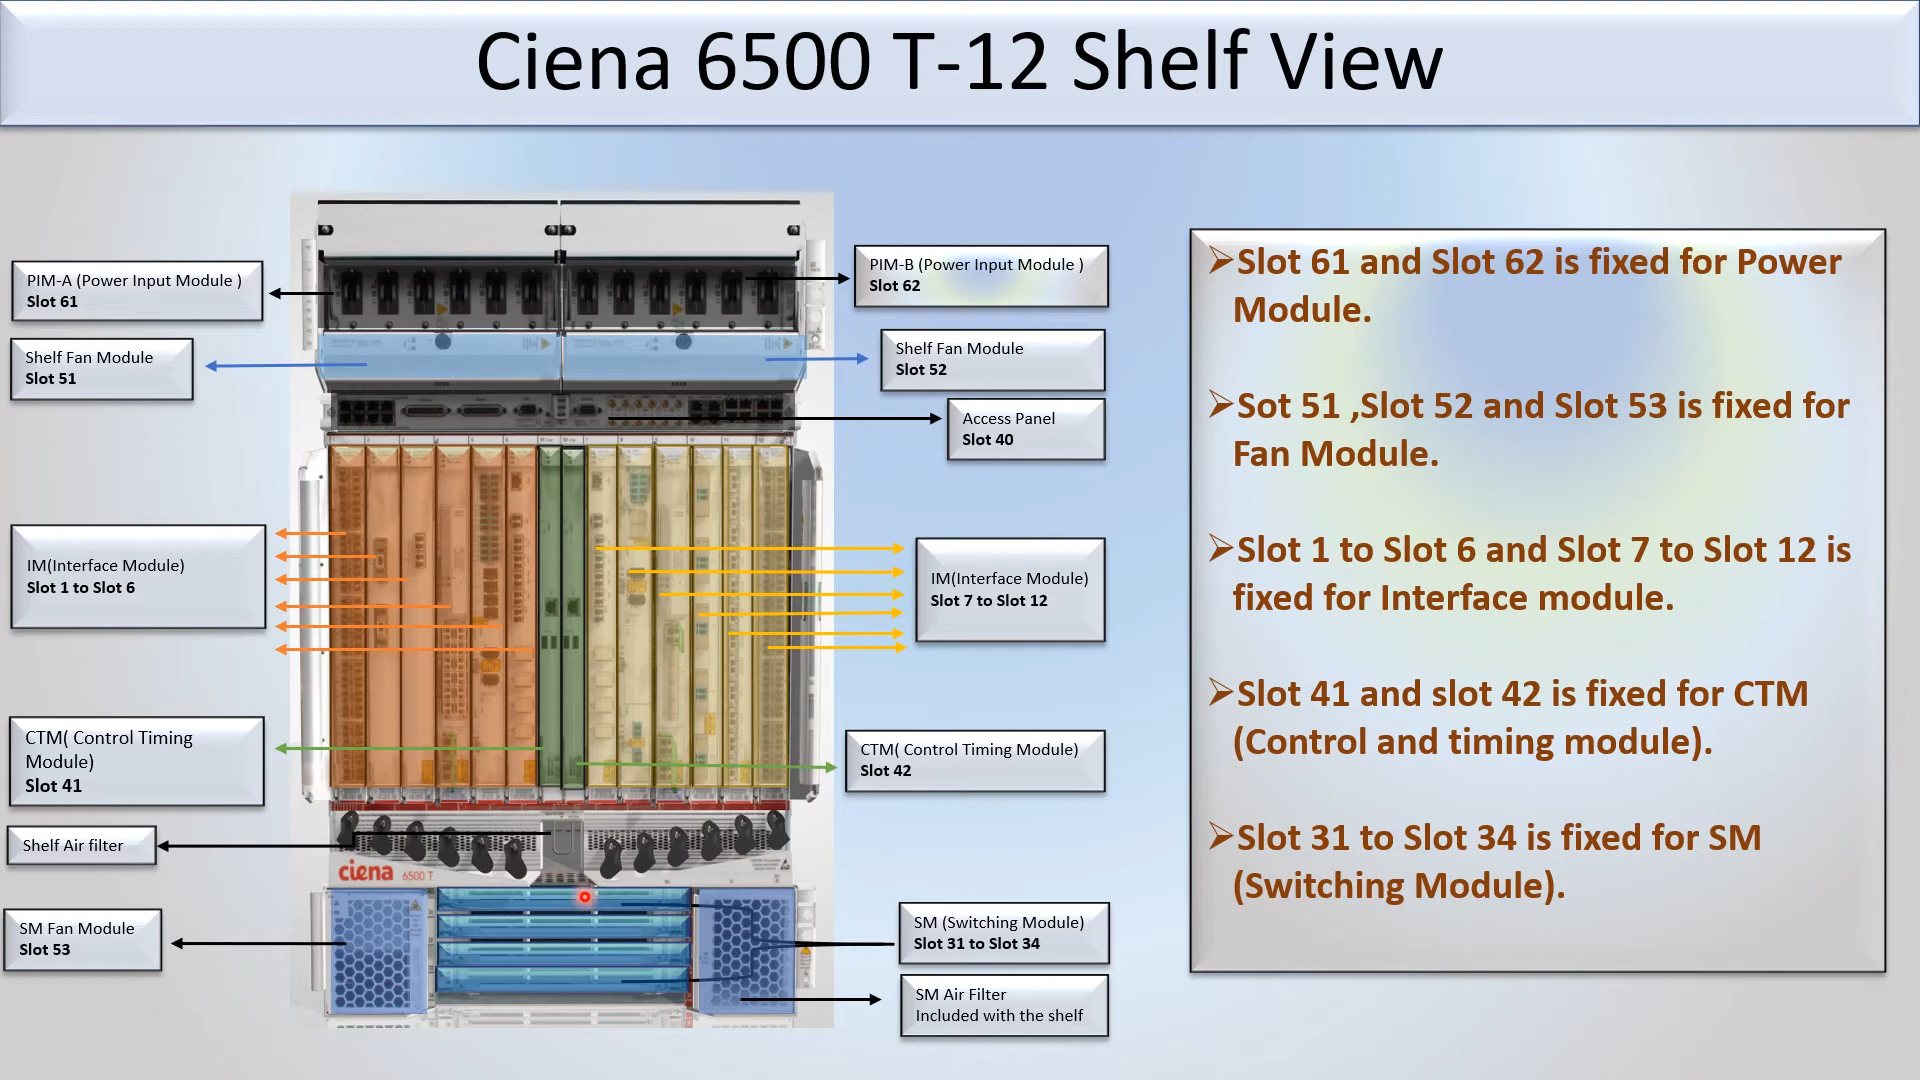 Ciena 6500 T-12 Shelf View
PIM-A (Power Input Module )
Slot 61
Shelf Fan Module
Slot 51
IM(Interface Module)
Slot 1 to Slot 6
CTM( Control Timing
Module)
Slot 41
Shelf Air filter
SM Fan Module
Slot 53
ciena 6500 T
PIM-B (Power Input Module )
Slot 62
Shelf Fan Module
Slot 52
Access Panel
Slot 40
IM(Interface Module)
Slot 7 to Slot 12
CTM( Control Timing Module)
Slot 42
SM (Switching Module)
Slot 31 to Slot 34
SM Air Filter
Included with the shelf
➢Slot 61 and Slot 62 is fixed for Power
Module.
➢Sot 51 ,Slot 52 and Slot 53 is fixed for
Fan Module.
➢Slot 1 to Slot 6 and Slot 7 to Slot 12 is
fixed for Interface module.
➢Slot 41 and slot 42 is fixed for CTM
(Control and timing module).
➢Slot 31 to Slot 34 is fixed for SM
(Switching Module).